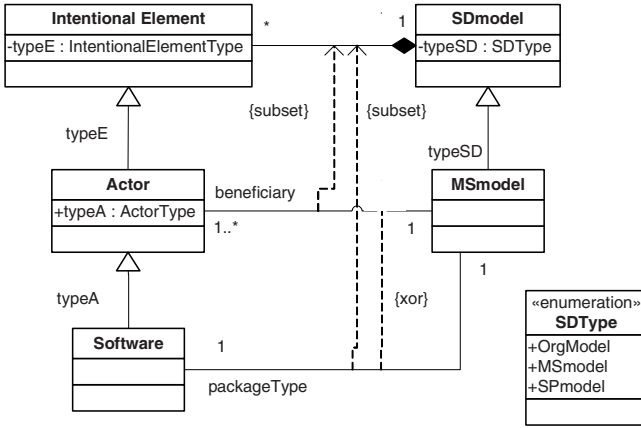 Intentional Element
-typeE : IntentionalElementType
*
1
SDmodel
-typeSD : SDType
{subset}
{subset}
typeE
typeSD
Actor
+typeA : ActorType
beneficiary
1..*
1
MSmodel
1
typeA
{xor}
Software
1
packageType
«enumeration»
SDType
+OrgModel
+MSmodel
+SPmodel